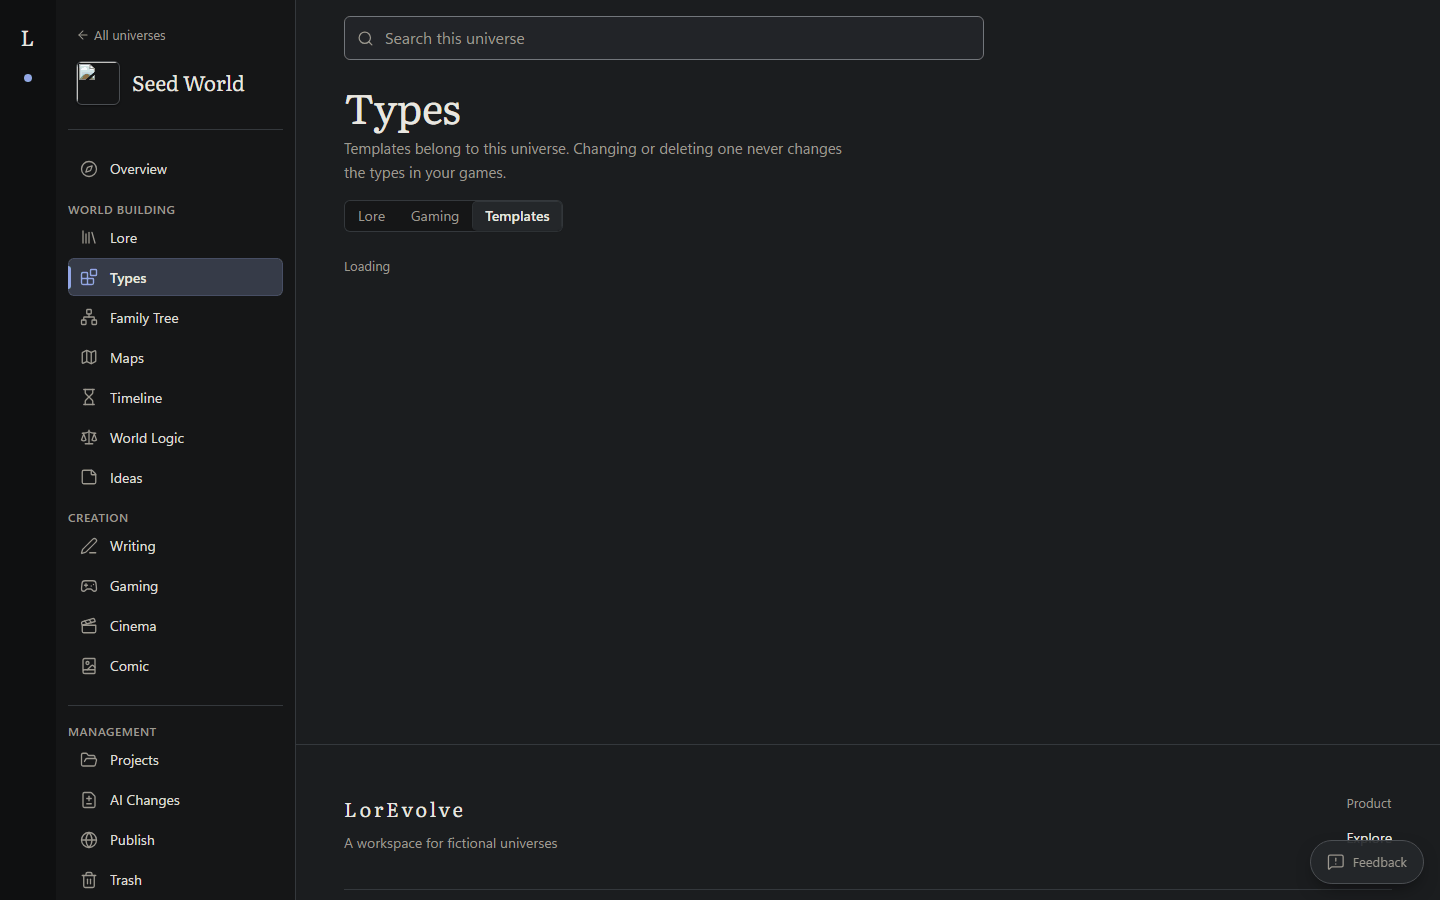 L
All universes
Seed World
Overview
WORLD BUILDING
Lore
Types
Family Tree
Maps
Timeline
World Logic
Ideas
CREATION
Writing
Gaming
Cinema
Comic
MANAGEMENT
Projects
AI Changes
Publish
Trash
Search this universe
Types
Templates belong to this universe. Changing or deleting one never changes
the types in your games.
Lore Gaming Templates
Loading
LorEvolve
A workspace for fictional universes
Product
Explore
Feedback